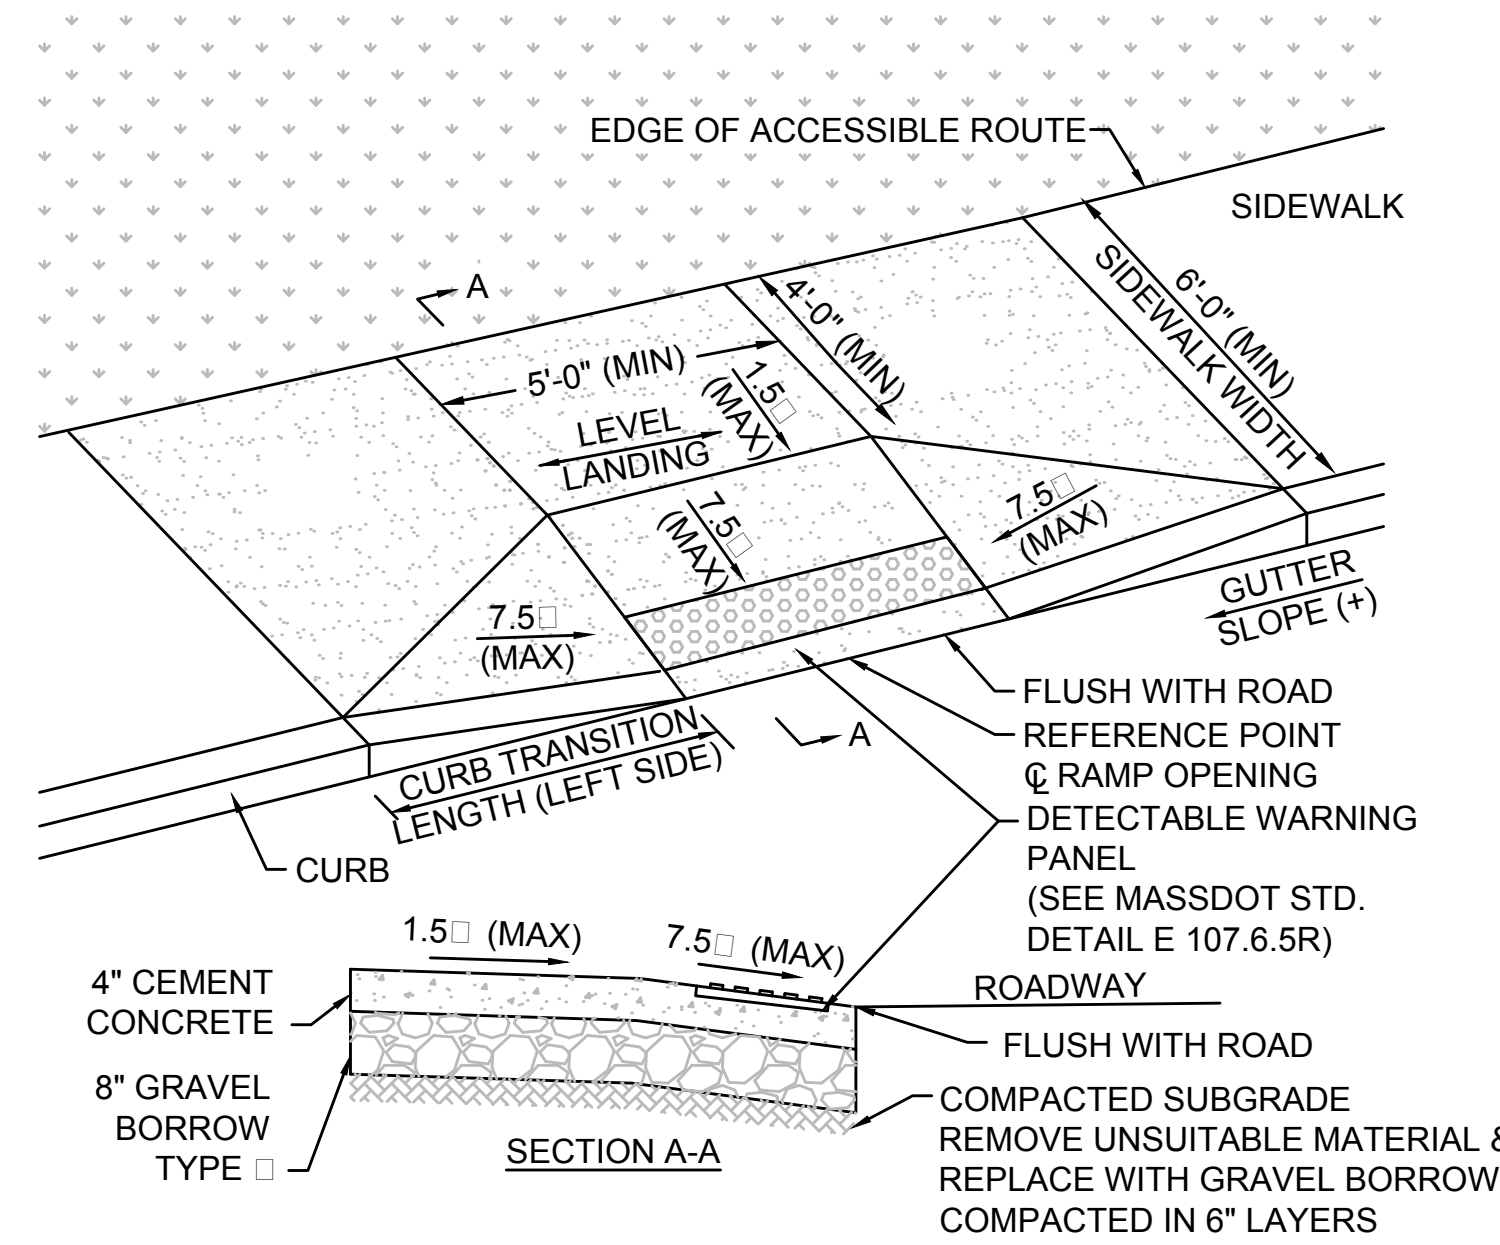 EDGE OF ACCESSIBLE ROUTE
SIDEWALK
A
6'-0" (MIN)
SIDEWALK WIDTH
4'-0" (MIN)
5'-0" (MIN)
1.5□
(MAX)
LEVEL
LANDING
7.5□
(MAX)
7.5□
(MAX)
7.5□
(MAX)
GUTTER
SLOPE (+)
FLUSH WITH ROAD
REFERENCE POINT
℄ RAMP OPENING
A
CURB TRANSITION
LENGTH (LEFT SIDE)
DETECTABLE WARNING
PANEL
(SEE MASSDOT STD.
DETAIL E 107.6.5R)
CURB
1.5□ (MAX)
7.5□ (MAX)
4" CEMENT
CONCRETE
ROADWAY
FLUSH WITH ROAD
8" GRAVEL
BORROW
TYPE □
COMPACTED SUBGRADE
REMOVE UNSUITABLE MATERIAL &
REPLACE WITH GRAVEL BORROW
COMPACTED IN 6" LAYERS
SECTION A-A